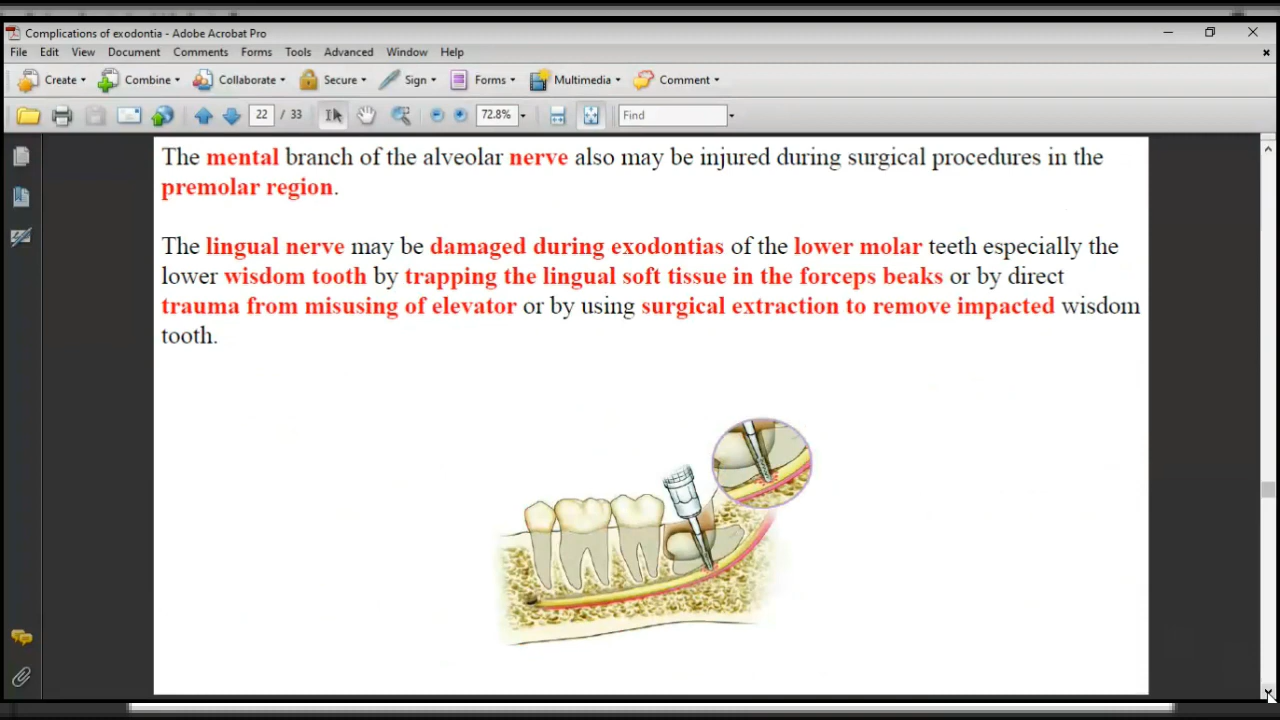 Complications of exodontia - Adobe Acrobat Pro
File Edit View Document Comments Forms Tools Advanced Window Help
Create Combine Collaborate Secure Sign Forms Multimedia Comment
22 / 33 72.8% Find
The mental branch of the alveolar nerve also may be injured during surgical procedures in the
premolar region.
The lingual nerve may be damaged during exodontias of the lower molar teeth especially the
lower wisdom tooth by trapping the lingual soft tissue in the forceps beaks or by direct
trauma from misusing of elevator or by using surgical extraction to remove impacted wisdom
tooth.